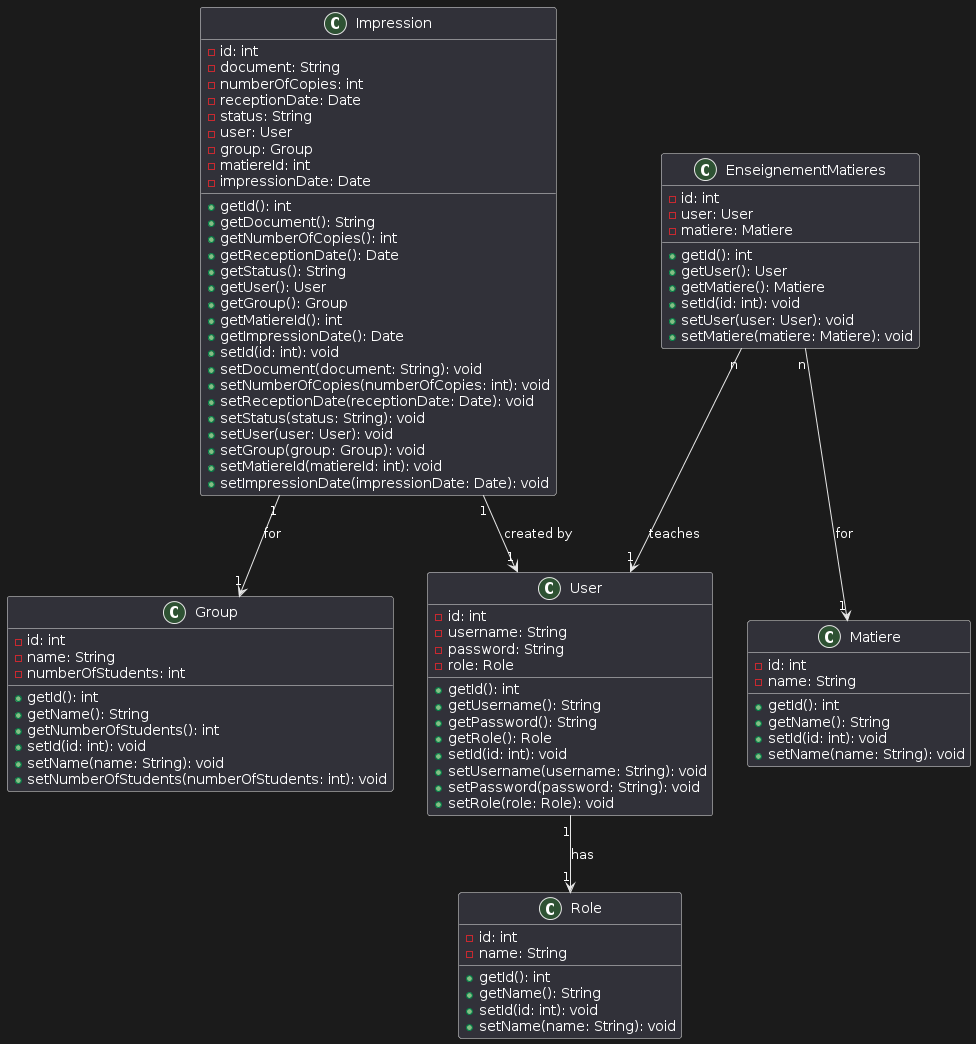 C Impression
id: int
document: String
numberOfCopies: int
receptionDate: Date
status: String
user: User
group: Group
matiereId: int
impressionDate: Date
getId(): int
getDocument(): String
getNumberOfCopies(): int
getReceptionDate(): Date
getStatus(): String
getUser(): User
getGroup(): Group
getMatiereId(): int
getImpressionDate(): Date
setId(id: int): void
setDocument(document: String): void
setNumberOfCopies(numberOfCopies: int): void
setReceptionDate(receptionDate: Date): void
setStatus(status: String): void
setUser(user: User): void
setGroup(group: Group): void
setMatiereId(matiereId: int): void
setImpressionDate(impressionDate: Date): void
C EnseignementMatieres
id: int
user: User
matiere: Matiere
getId(): int
getUser(): User
getMatiere(): Matiere
setId(id: int): void
setUser(user: User): void
setMatiere(matiere: Matiere): void
1
for
1
1
created by
1
n
teaches
1
n
for
1
C Group
id: int
name: String
numberOfStudents: int
getId(): int
getName(): String
getNumberOfStudents(): int
setId(id: int): void
setName(name: String): void
setNumberOfStudents(numberOfStudents: int): void
C User
id: int
username: String
password: String
role: Role
getId(): int
getUsername(): String
getPassword(): String
getRole(): Role
setId(id: int): void
setUsername(username: String): void
setPassword(password: String): void
setRole(role: Role): void
C Matiere
id: int
name: String
getId(): int
getName(): String
setId(id: int): void
setName(name: String): void
1
has
1
C Role
id: int
name: String
getId(): int
getName(): String
setId(id: int): void
setName(name: String): void